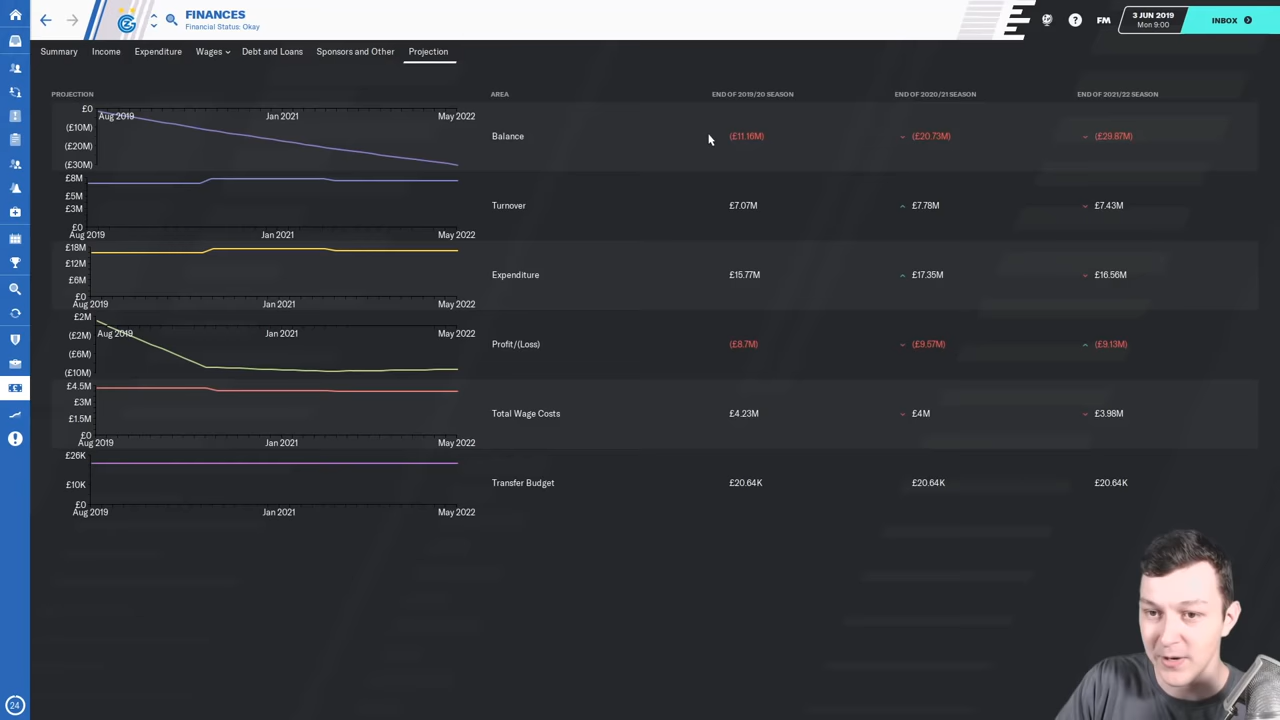 FINANCES
Financial Status: Okay
FM
3 JUN 2019
Mon 9:00
INBOX
Summary Income Expenditure Wages Debt and Loans Sponsors and Other Projection
PROJECTION AREA END OF 2019/20 SEASON END OF 2020/21 SEASON END OF 2021/22 SEASON
£0
(£10M)
(£20M)
(£30M)
Aug 2019 Jan 2021 May 2022
Balance (£11.16M) (£20.73M) (£29.87M)
£8M
£5M
£3M
£0
Aug 2019 Jan 2021 May 2022
Turnover £7.07M £7.78M £7.43M
£18M
£12M
£6M
£0
Aug 2019 Jan 2021 May 2022
Expenditure £15.77M £17.35M £16.56M
£2M
(£2M)
(£6M)
(£10M)
Aug 2019 Jan 2021 May 2022
Profit/(Loss) (£8.7M) (£9.57M) (£9.13M)
£4.5M
£3M
£1.5M
£0
Aug 2019 Jan 2021 May 2022
Total Wage Costs £4.23M £4M £3.98M
£26K
£10K
£0
Aug 2019 Jan 2021 May 2022
Transfer Budget £20.64K £20.64K £20.64K
24